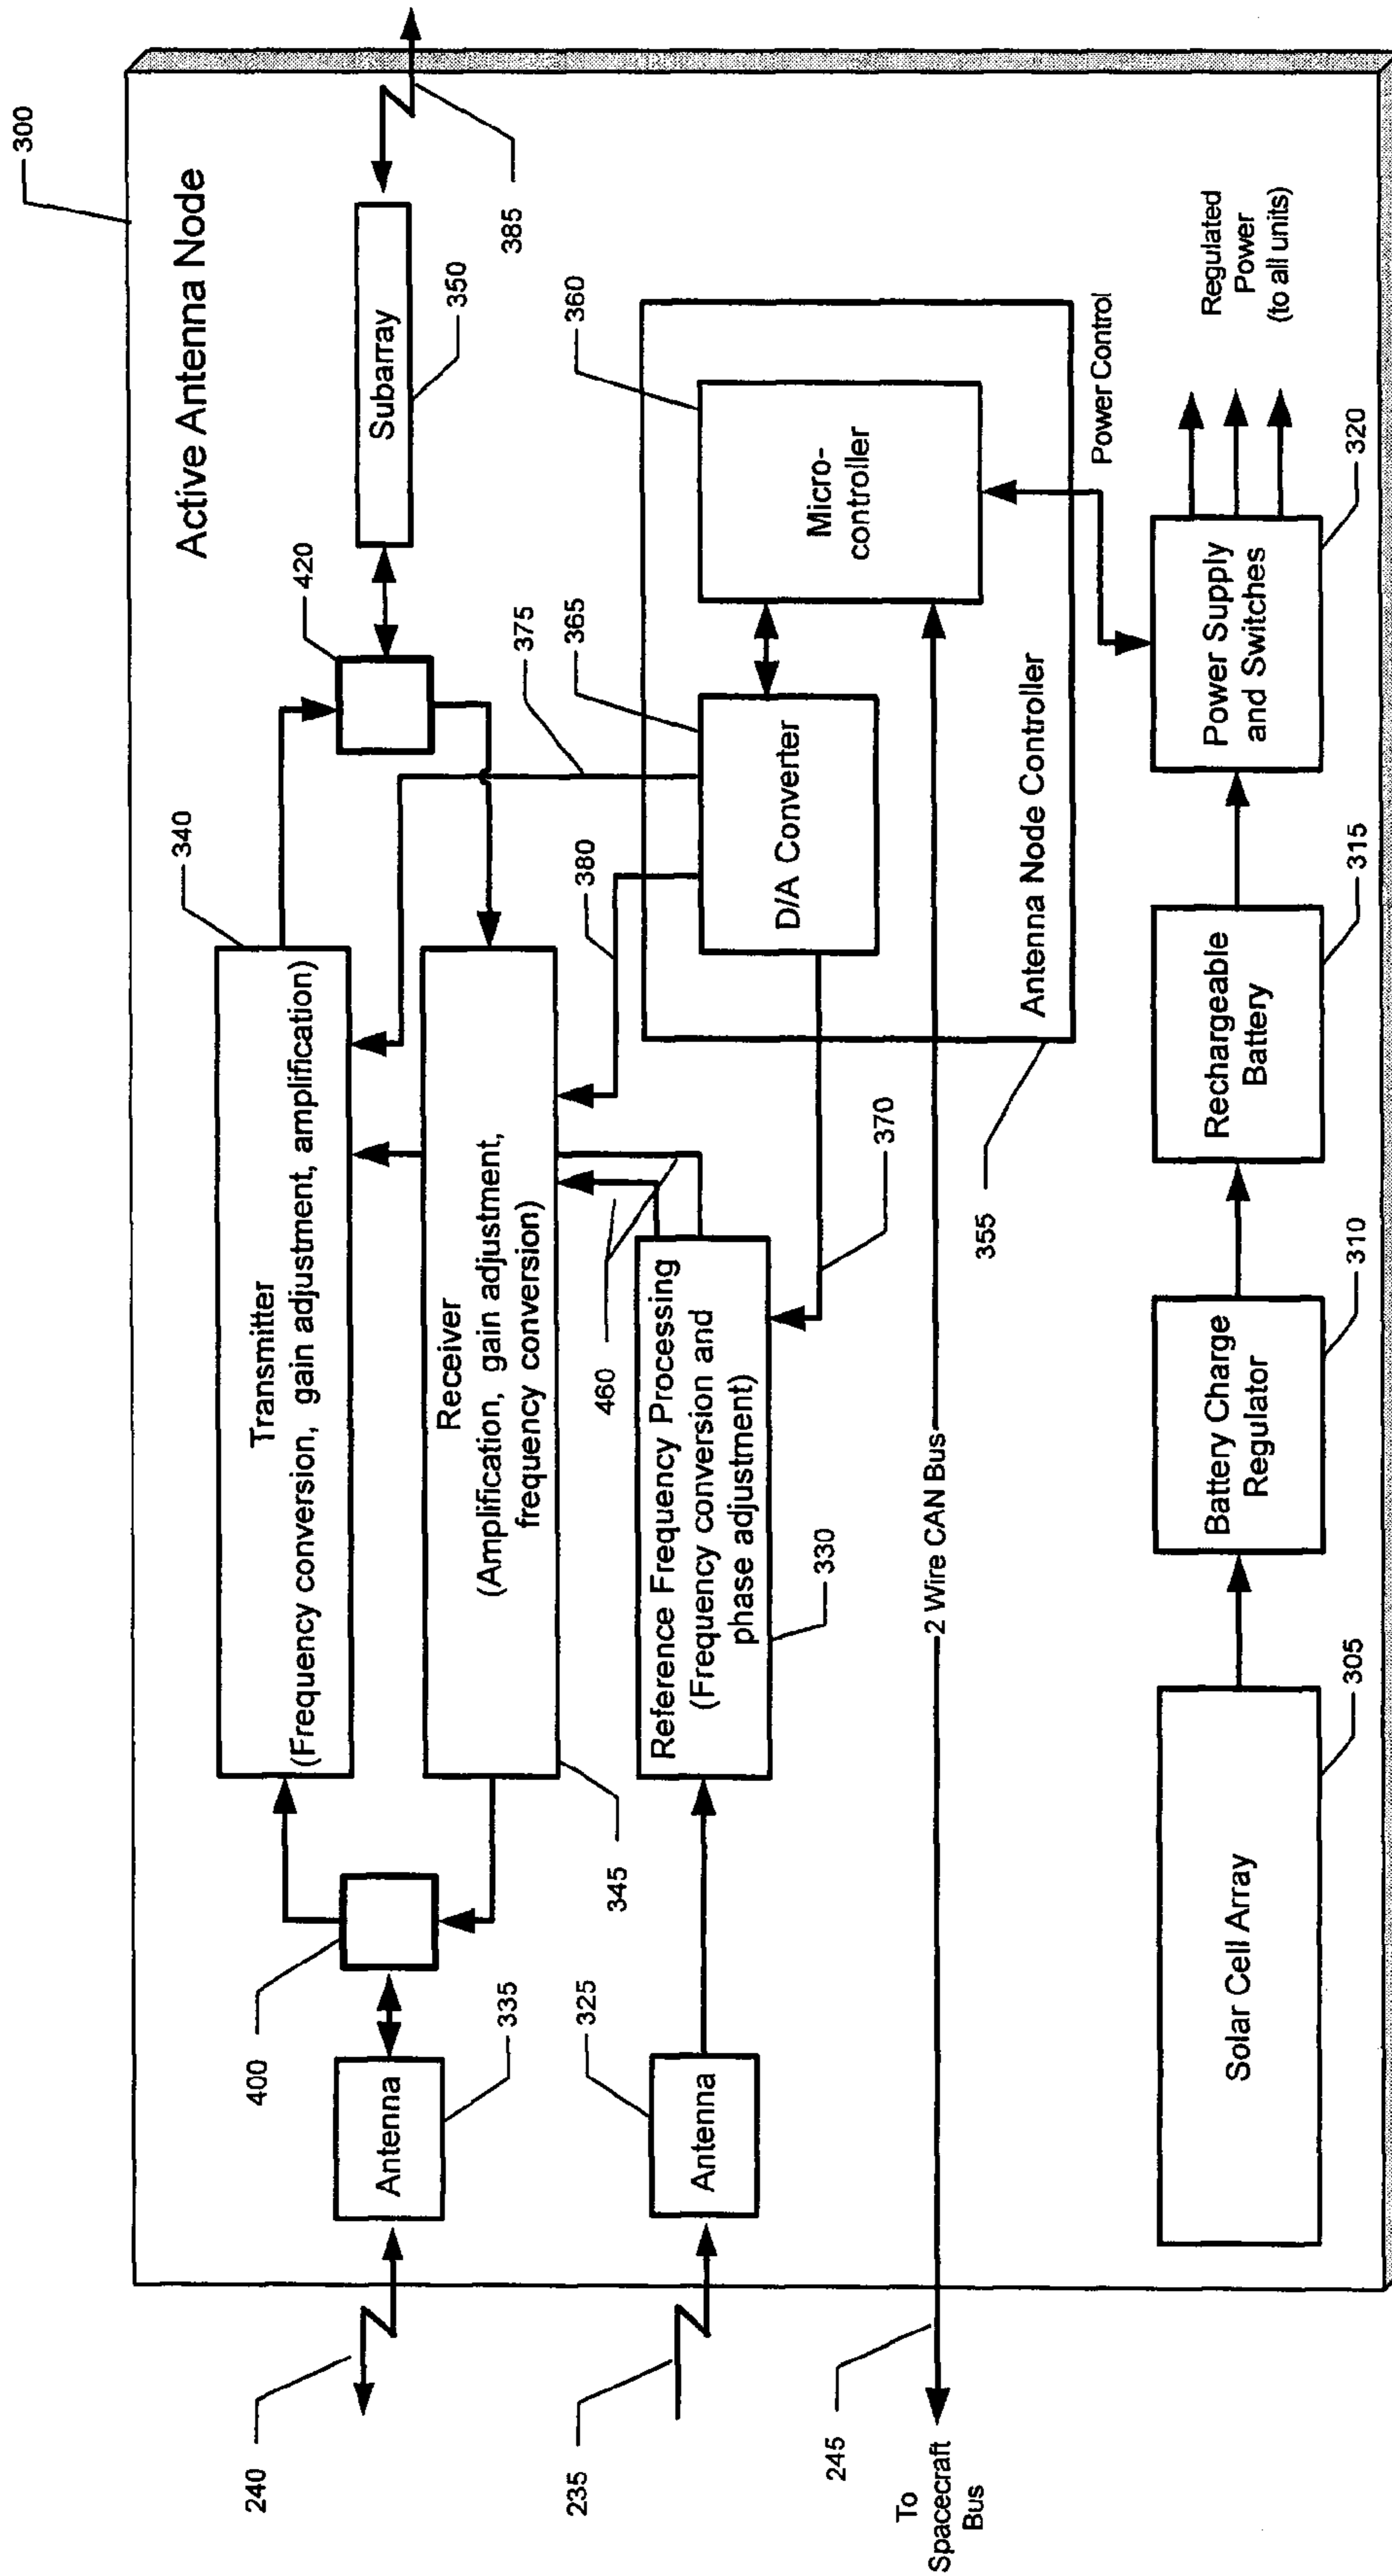 300
Active Antenna Node
340
Transmitter
(Frequency conversion, gain adjustment, amplification)
420
Subarray
350
385
240
400
Antenna
335
Receiver
(Amplification, gain adjustment,
frequency conversion)
345
380
375
365
360
460
235
325
Antenna
Reference Frequency Processing
(Frequency conversion and
phase adjustment)
330
370
D/A Converter
Micro-
controller
Antenna Node Controller
355
245
To
Spacecraft
Bus
2 Wire CAN Bus
Power Control
Solar Cell Array
305
Battery Charge
Regulator
310
Rechargeable
Battery
315
Power Supply
and Switches
320
Regulated
Power
(to all units)